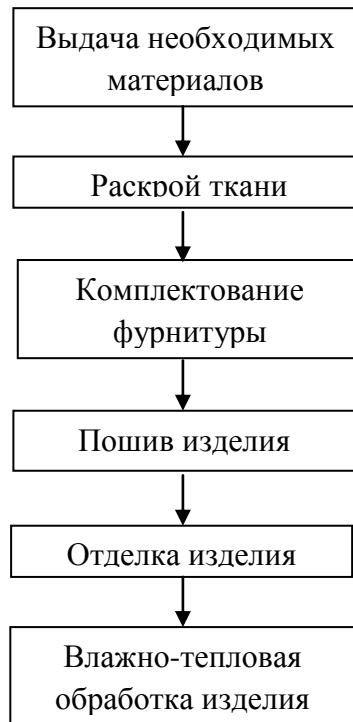 Выдача необходимых
материалов
Раскрой ткани
Комплектование
фурнитуры
Пошив изделия
Отделка изделия
Влажно-тепловая
обработка изделия